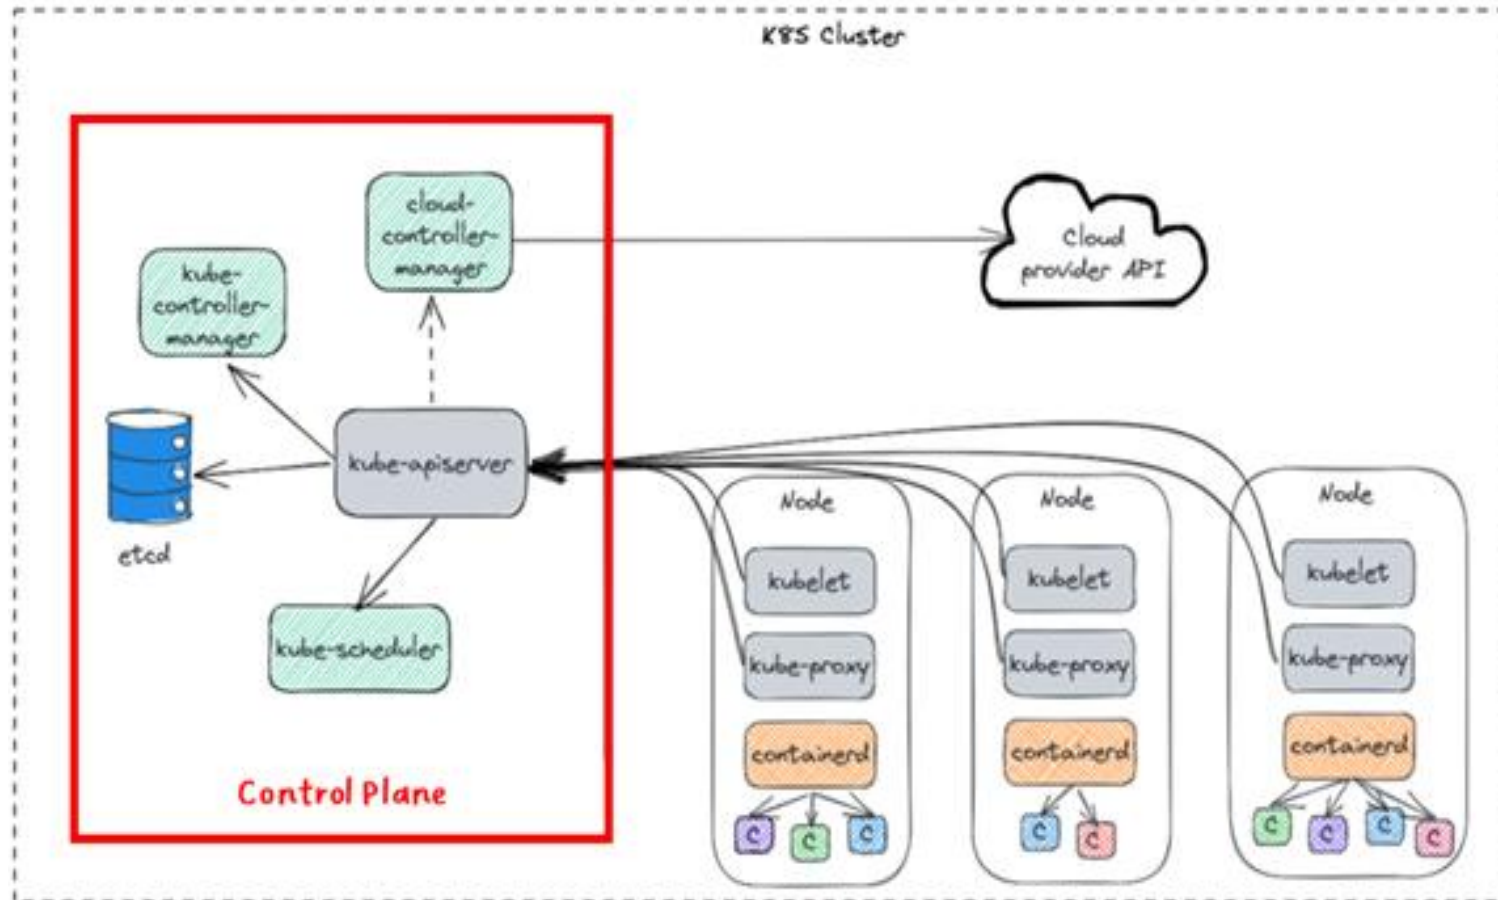 K8S Cluster
cloud-
controller-
manager
kube-
controller-
manager
Cloud
provider API
kube-apiserver
etcd
kube-scheduler
Control Plane
Node
kubelet
kube-proxy
containerd
C
C
C
Node
kubelet
kube-proxy
containerd
C
C
Node
kubelet
kube-proxy
containerd
C
C
C
C